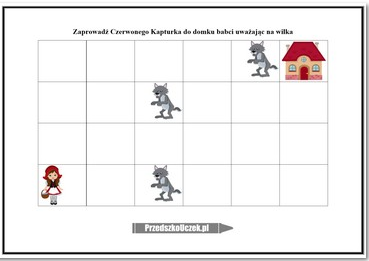 Zaprowadź Czerwonego Kapturka do domku babci uważając na wilka
PrzedszkoUczek.pl